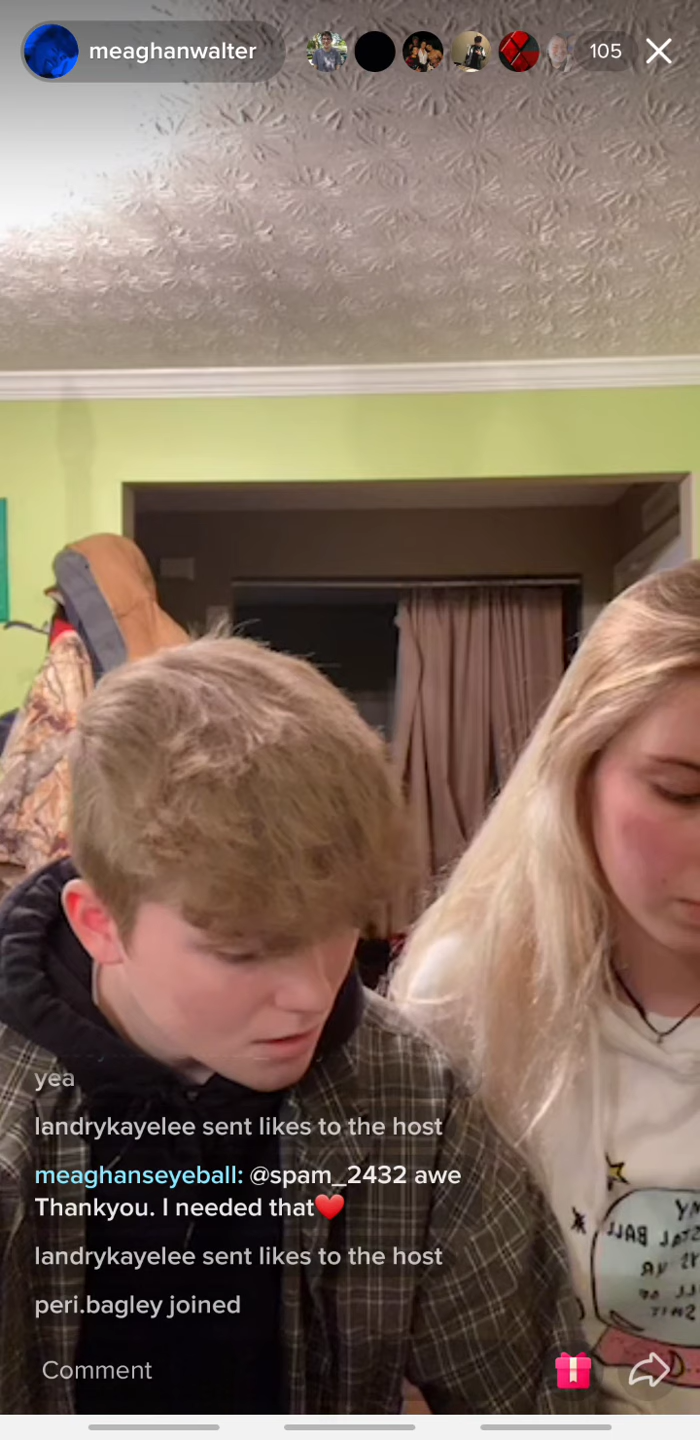 meaghanwalter
105
yea
landrykayelee sent likes to the host
meaghanseyeball: @spam_2432 awe
Thankyou. I needed that❤️
landrykayelee sent likes to the host
peri.bagley joined
Comment